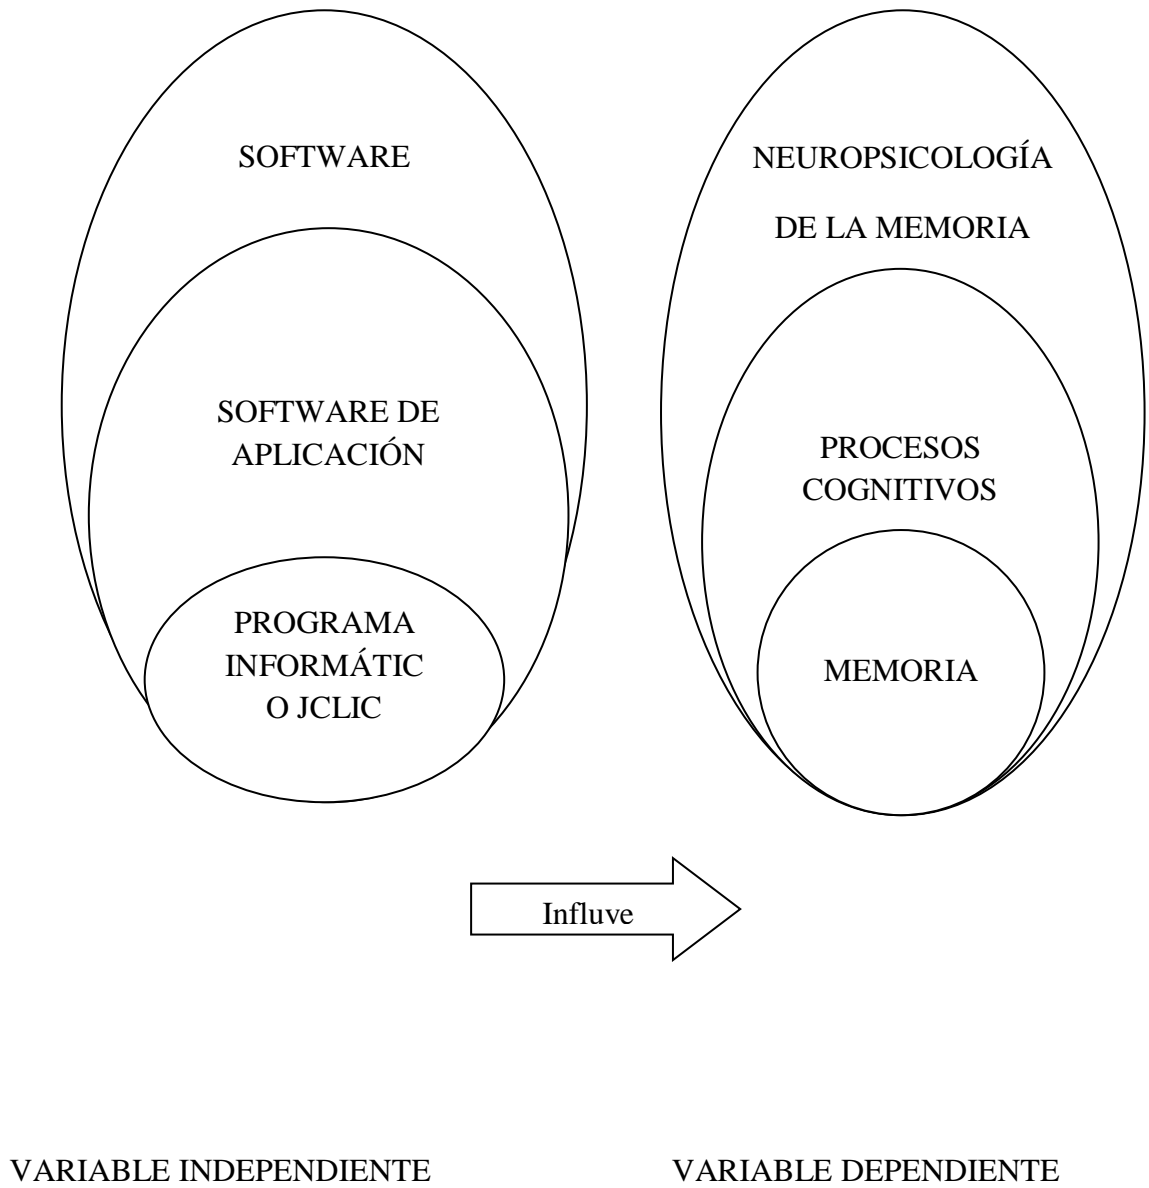 SOFTWARE
SOFTWARE DE
APLICACIÓN
PROGRAMA
INFORMÁTIC
O JCLIC
NEUROPSICOLOGÍA
DE LA MEMORIA
PROCESOS
COGNITIVOS
MEMORIA
Influve
VARIABLE INDEPENDIENTE
VARIABLE DEPENDIENTE